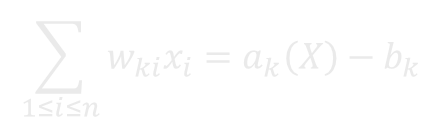 ∑_{1≤i≤n} w_{ki}x_i = a_k(X) − b_k